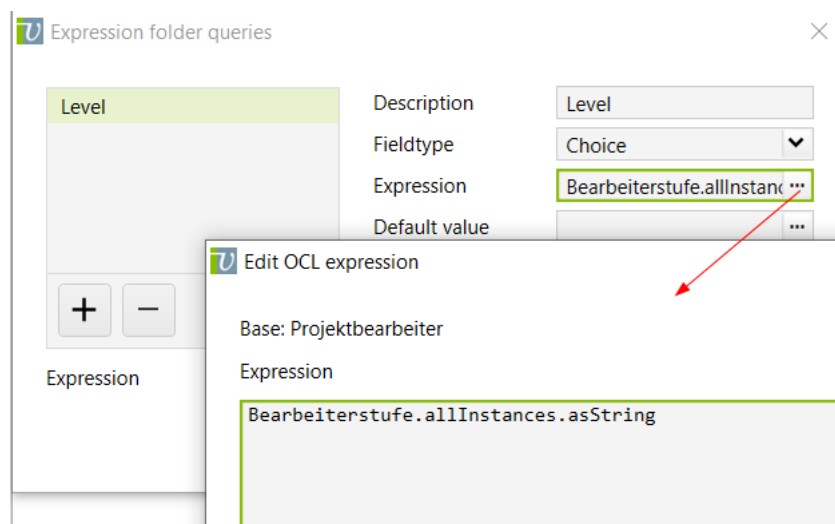 Expression folder queries
Level
Description
Level
Fieldtype
Choice
Expression
Bearbeiterstufe.allInstanc ...
Default value
...
Edit OCL expression
+ −
Base: Projektbearbeiter
Expression
Expression
Bearbeiterstufe.allInstances.asString